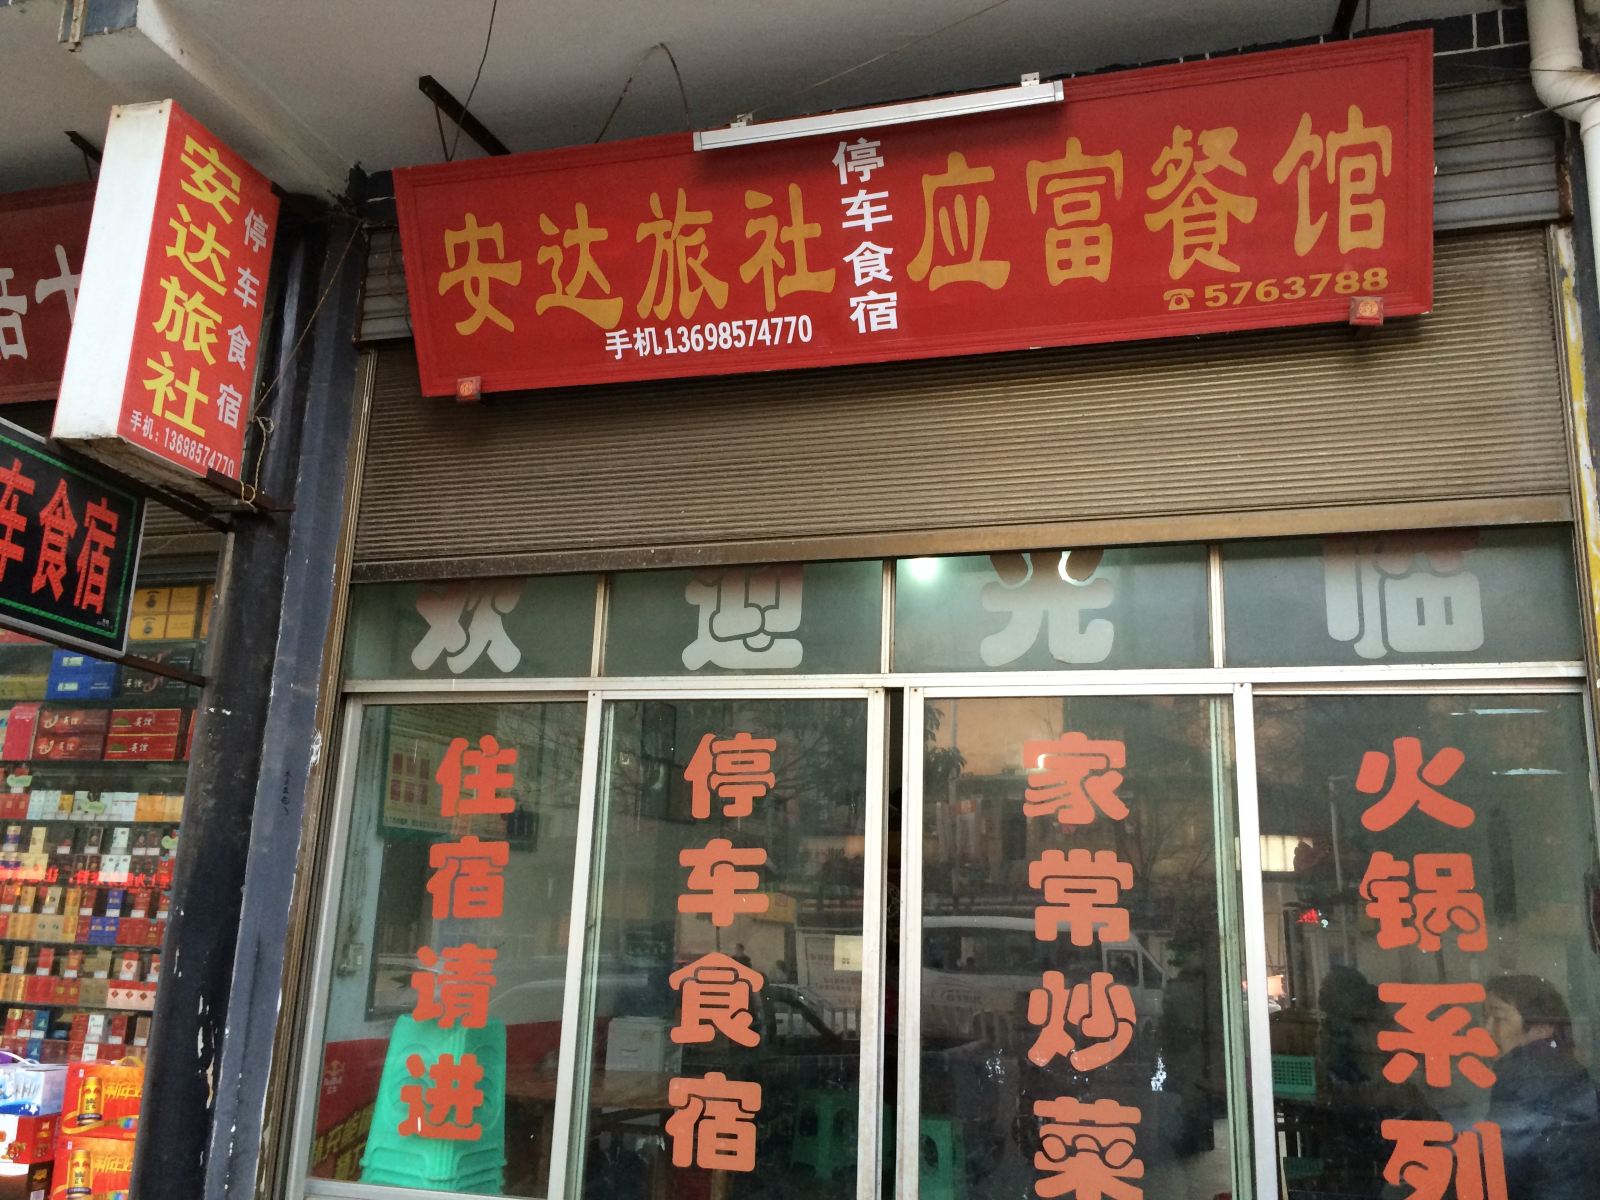 安达旅社
停车食宿
手机：13698574770
车食宿
安达旅社
停车食宿
应富餐馆
手机13698574770
☎5763788
欢迎光临
住宿请进
停车食宿
家常炒菜
火锅系列